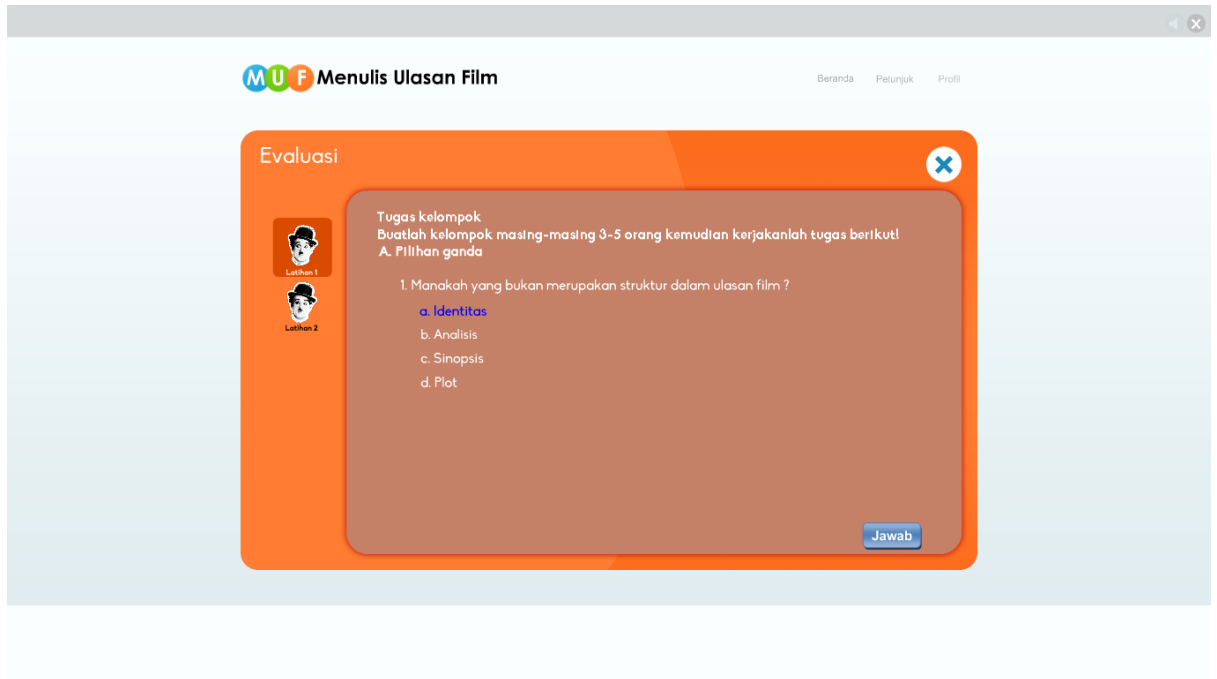 MUF Menulis Ulasan Film
Beranda Petunjuk Profil
Evaluasi
Latihan 1
Latihan 2
Tugas kelompok
Buatlah kelompok masing-masing 3-5 orang kemudian kerjakanlah tugas berikut!
A. Pilihan ganda
1. Manakah yang bukan merupakan struktur dalam ulasan film ?
a. Identitas
b. Analisis
c. Sinopsis
d. Plot
Jawab